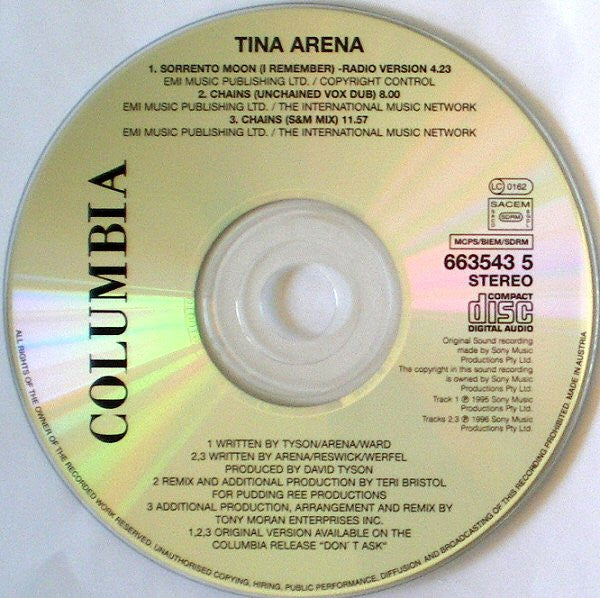 TINA ARENA
1. SORRENTO MOON (I REMEMBER) -RADIO VERSION 4.23
EMI MUSIC PUBLISHING LTD. / COPYRIGHT CONTROL
2. CHAINS (UNCHAINED VOX DUB) 8.00
EMI MUSIC PUBLISHING LTD. / THE INTERNATIONAL MUSIC NETWORK
3. CHAINS (S&M MIX) 11.57
EMI MUSIC PUBLISHING LTD. / THE INTERNATIONAL MUSIC NETWORK
COLUMBIA
LC 0162
SACEM
SACD SDRM SGDL
MCPS/BIEM/SDRM
663543 5
STEREO
COMPACT
disc
DIGITAL AUDIO
Original Sound recording
made by Sony Music
Productions Pty Ltd.
The copyright in this sound
recording is owned by Sony
Music Productions Pty Ltd.
Track 1 ℗ 1995 Sony Music
Productions Pty Ltd.
Tracks 2,3 ℗ 1996 Sony Music
Productions Pty Ltd.
1 WRITTEN BY TYSON/ARENA/WARD
2,3 WRITTEN BY ARENA/RESWICK/WERFEL
PRODUCED BY DAVID TYSON
2 REMIX AND ADDITIONAL PRODUCTION BY TERI BRISTOL
FOR PUDDING REE PRODUCTIONS
3 ADDITIONAL PRODUCTION, ARRANGEMENT AND REMIX BY
TONY MORAN ENTERPRISES INC.
1,2,3 ORIGINAL VERSION AVAILABLE ON THE
COLUMBIA RELEASE "DON´T ASK"
ALL RIGHTS OF THE OWNER OF THE RECORDED WORK RESERVED. UNAUTHORISED COPYING, HIRING, PUBLIC PERFORMANCE, DIFFUSION, AND BROADCASTING OF THIS RECORDING PROHIBITED. MADE IN AUSTRIA